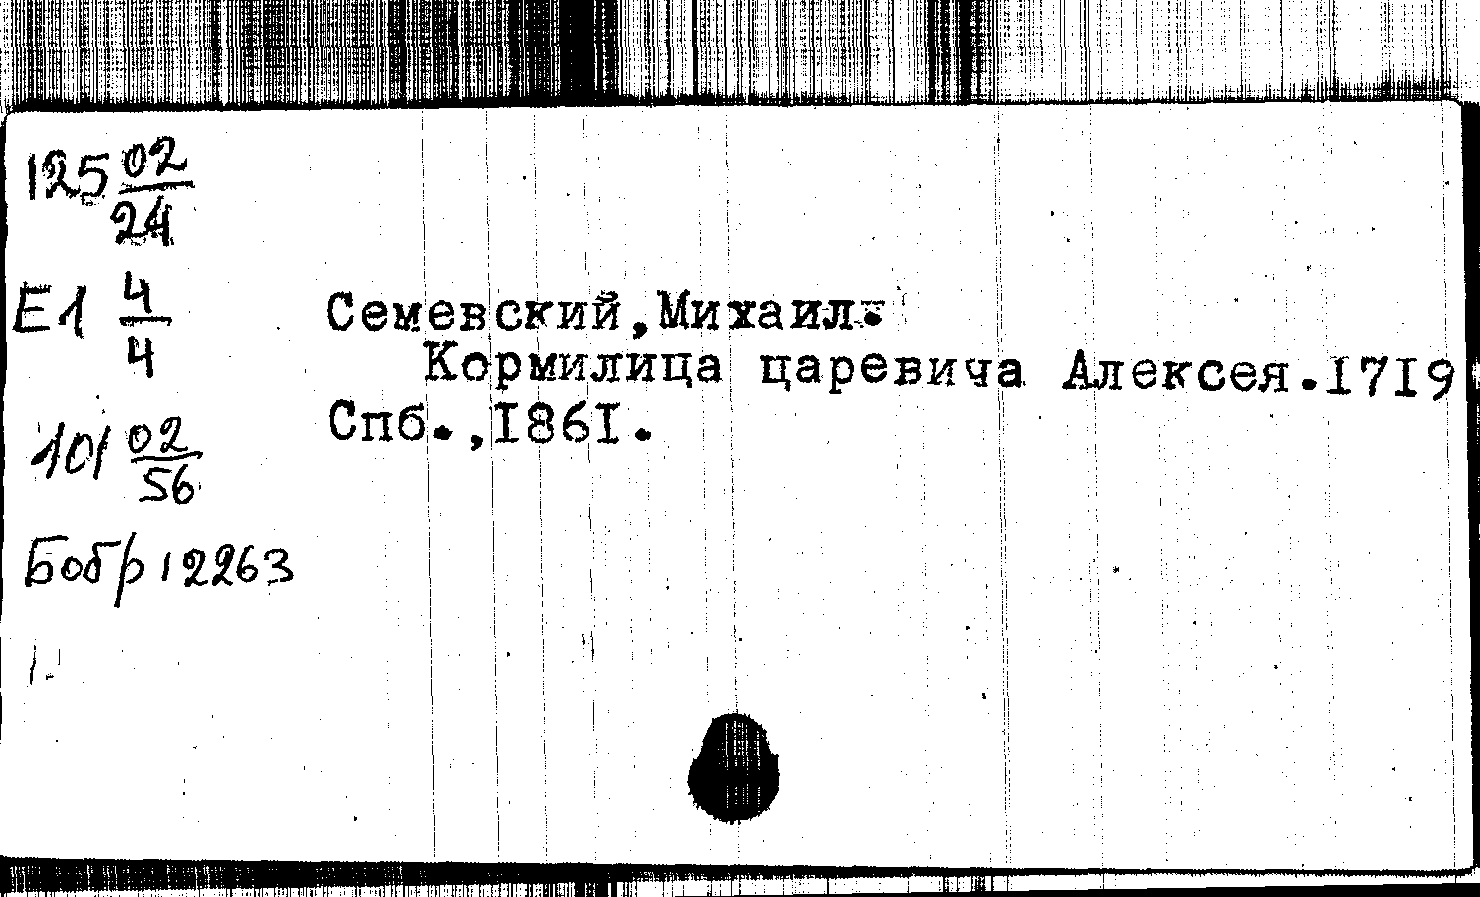 125 02/24
Е1 4/4
Семевский,Михаил.
Кормилица царевича Алексея.1719
Спб.,1861.
101 02/56
Бобр 12263
1.